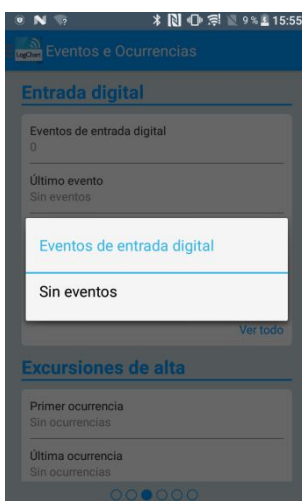 9% 15:55
LogChart
Eventos e Ocurrencias
Entrada digital
Eventos de entrada digital
0
Último evento
Sin eventos
Eventos de entrada digital
Sin eventos
Ver todo
Excursiones de alta
Primer ocurrencia
Sin ocurrencias
Última ocurrencia
Sin ocurrencias